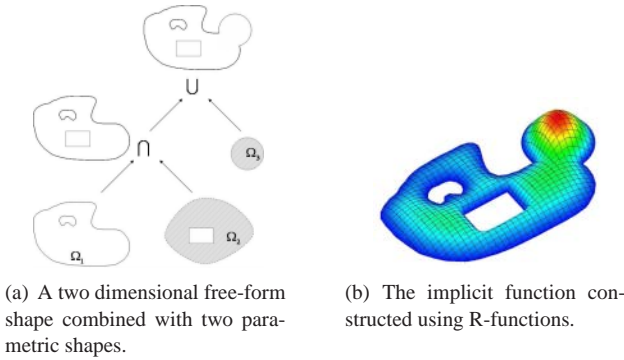 ∪
∩
Ω₃
Ω₁
Ω₂
(a) A two dimensional free-form
shape combined with two para-
metric shapes.
(b) The implicit function con-
structed using R-functions.